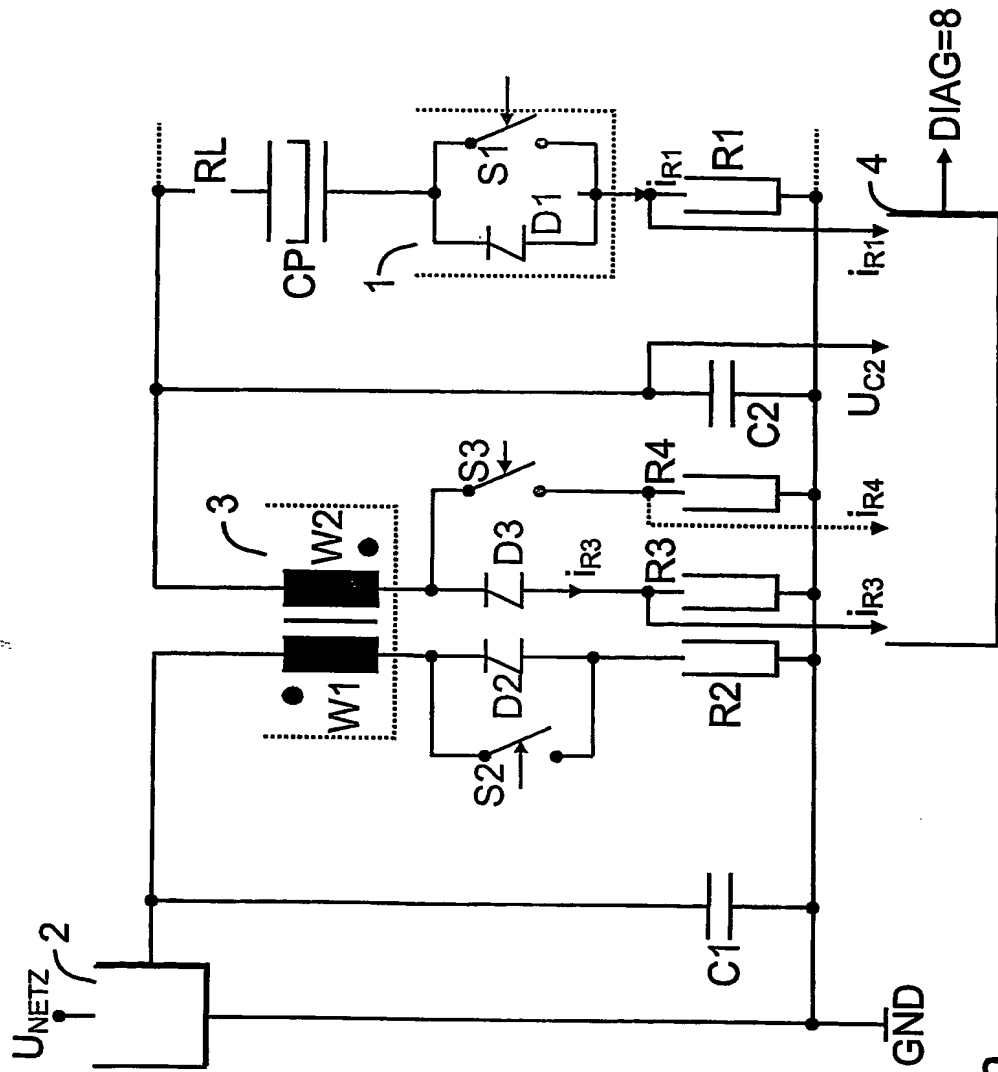 U_NETZ
2
C1
GND
3
W1
W2
S2
D2
D3
S3
i_R3
R2
R3
R4
i_R3
i_R4
U_C2
C2
RL
CP
1
S1
D1
i_R1
R1
i_R1
4
DIAG=8